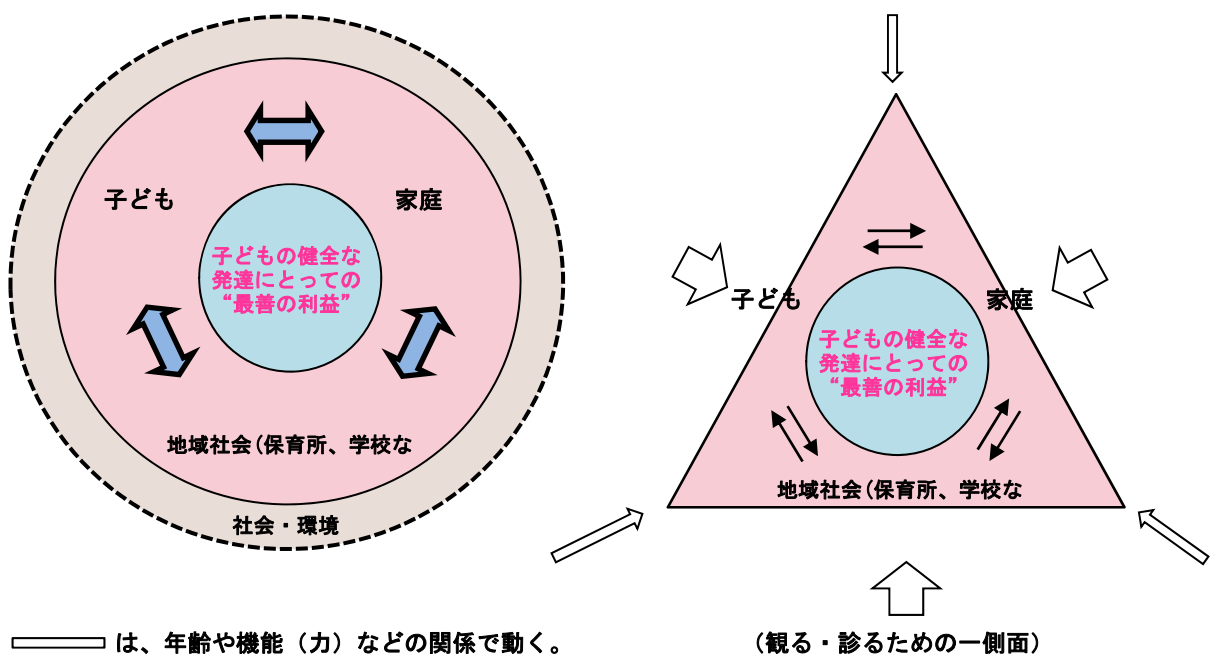 子ども
家庭
子どもの健全な
発達にとっての
“最善の利益”
地域社会(保育所、学校な
社会・環境
子ども
家庭
子どもの健全な
発達にとっての
“最善の利益”
地域社会(保育所、学校な
は、年齢や機能（力）などの関係で動く。
（観る・診るための一側面）